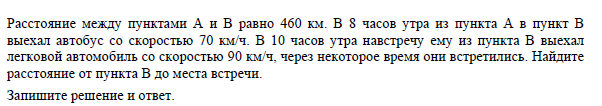 Расстояние между пунктами А и В равно 460 км. В 8 часов утра из пункта А в пункт В
выехал автобус со скоростью 70 км/ч. В 10 часов утра навстречу ему из пункта В выехал
легковой автомобиль со скоростью 90 км/ч, через некоторое время они встретились. Найдите
расстояние от пункта В до места встречи.
Запишите решение и ответ.